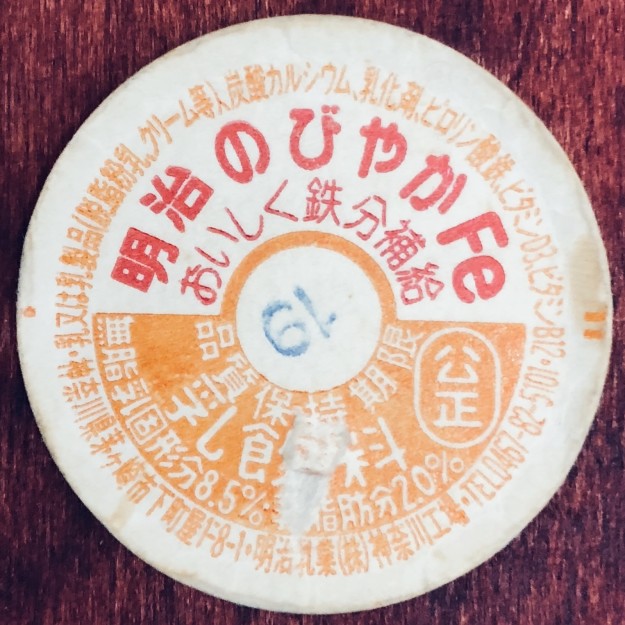 明治 のびやかFe
おいしく鉄分補給
19
品質保持期限
公正
乳飲料
無脂乳固形分8.5%
乳脂肪分2.0%
乳又は乳製品(脱脂粉乳、クリーム等)、炭酸カルシウム、乳化剤、ピロリン酸鉄、ビタミンD3、ビタミンB12・
神奈川県茅ヶ崎市下町屋1-8-1・明治乳業(株)神奈川工場・TEL0467-82-5101・